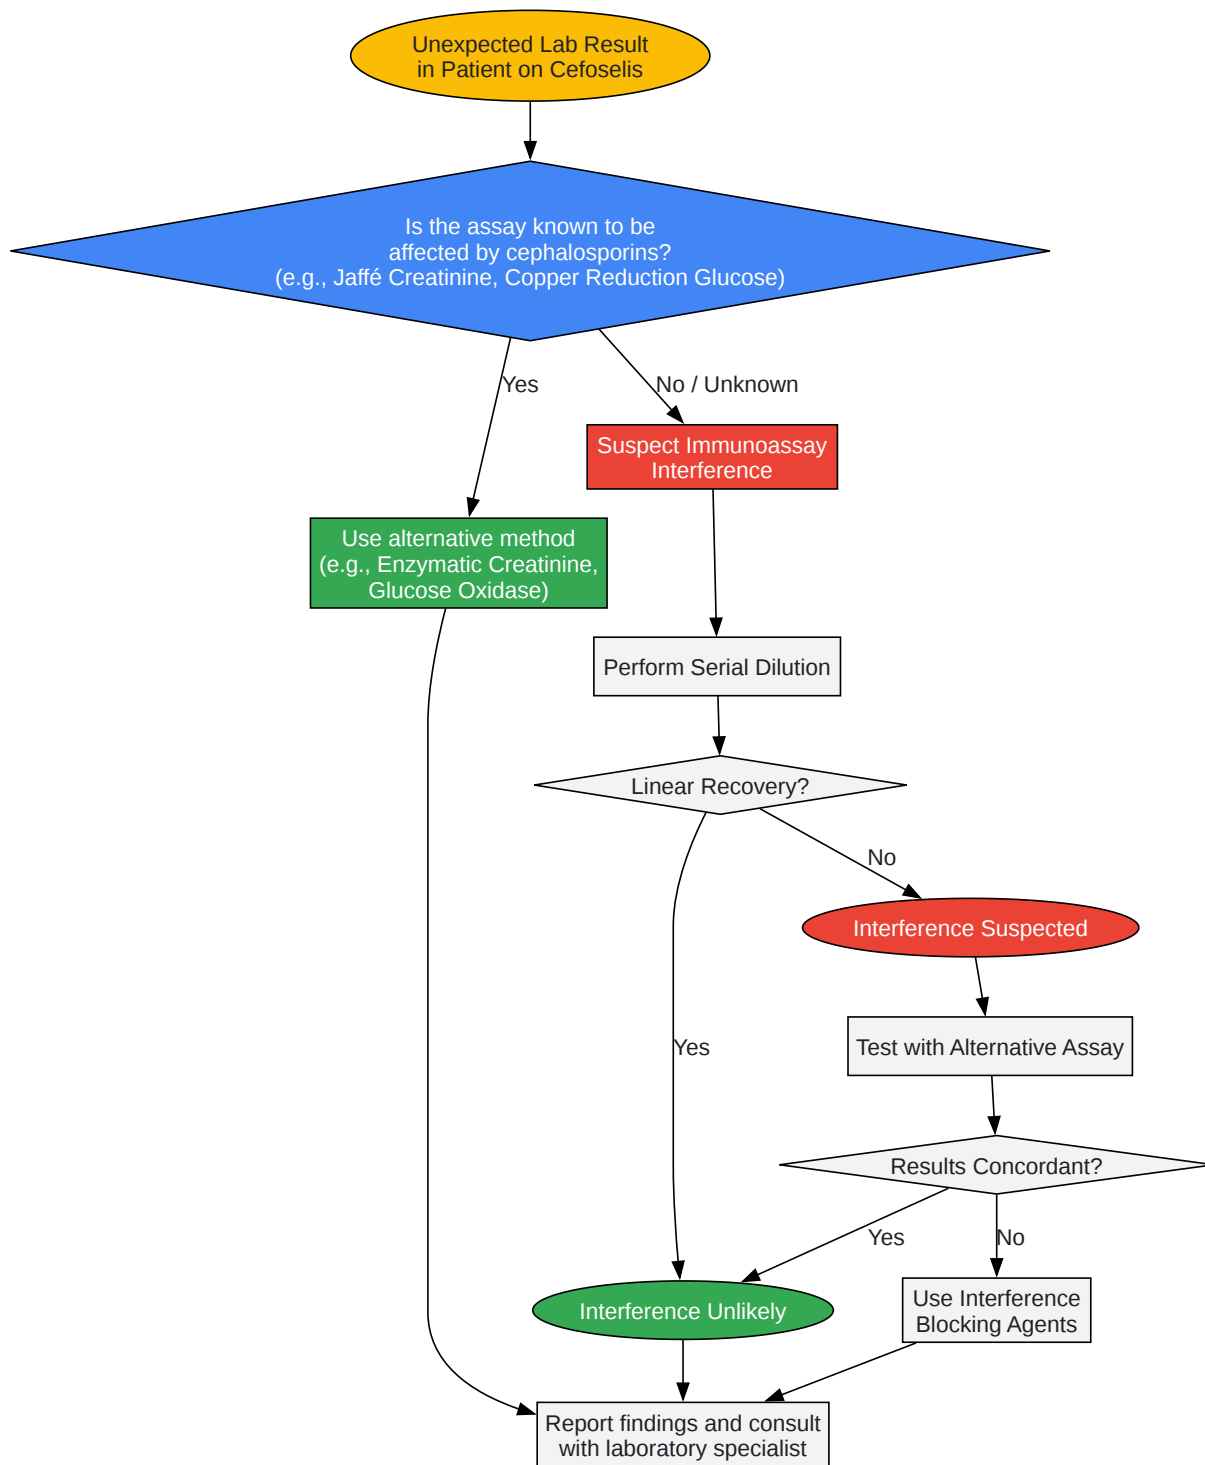 Unexpected Lab Result
in Patient on Cefoselis
Is the assay known to be
affected by cephalosporins?
(e.g., Jaffé Creatinine, Copper Reduction Glucose)
Yes
No / Unknown
Suspect Immunoassay
Interference
Use alternative method
(e.g., Enzymatic Creatinine,
Glucose Oxidase)
Perform Serial Dilution
Linear Recovery?
No
Interference Suspected
Yes
Test with Alternative Assay
Results Concordant?
Yes
No
Interference Unlikely
Use Interference
Blocking Agents
Report findings and consult
with laboratory specialist